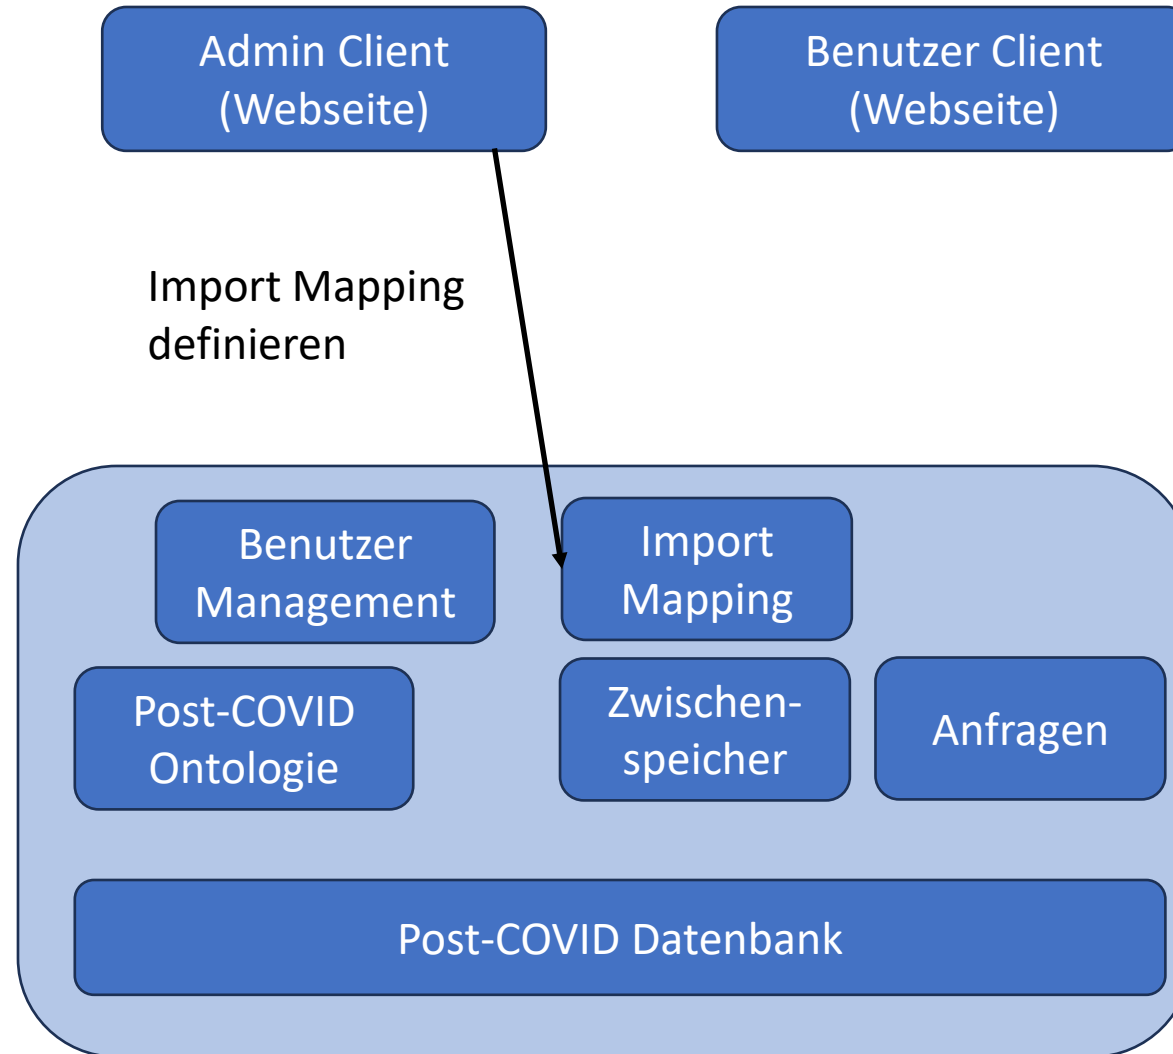 Admin Client
(Webseite)
Benutzer Client
(Webseite)
Import Mapping
definieren
Benutzer
Management
Import
Mapping
Post-COVID
Ontologie
Zwischen-
speicher
Anfragen
Post-COVID Datenbank